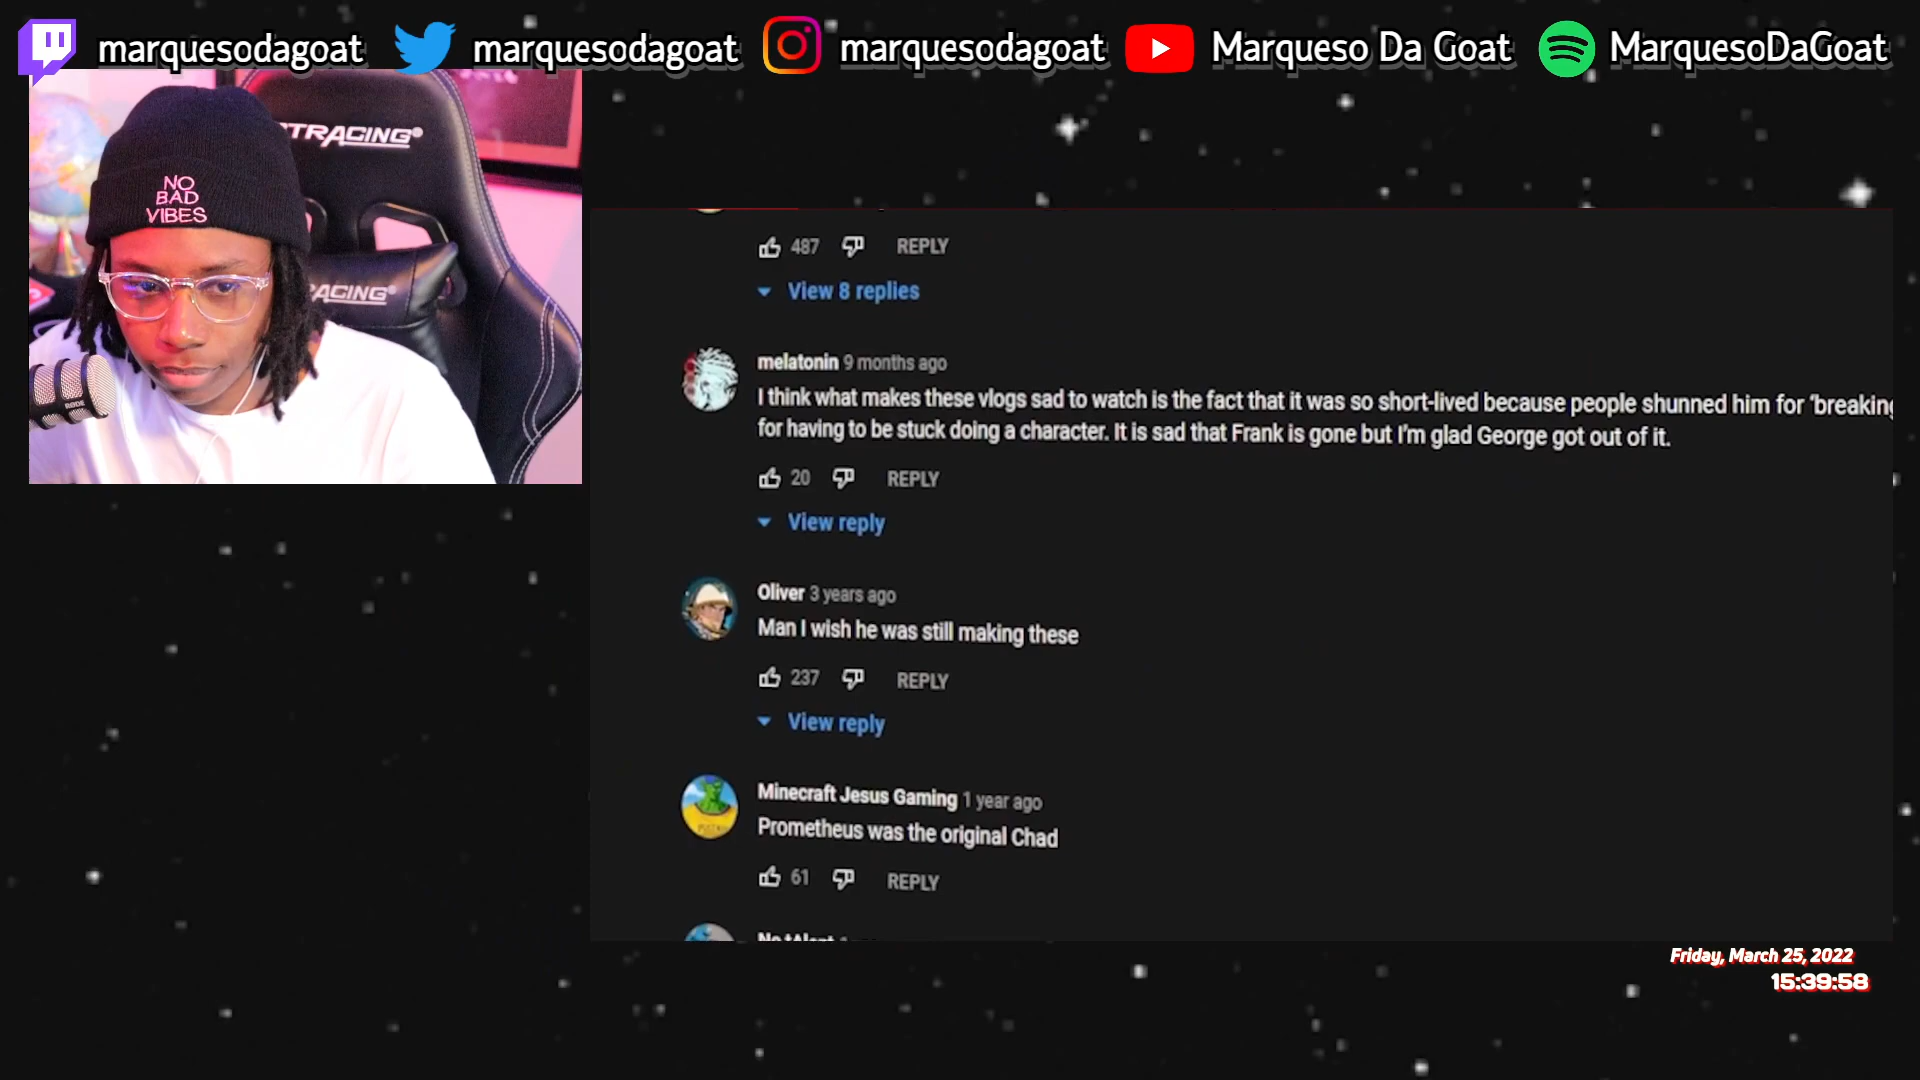 marquesodagoat marquesodagoat marquesodagoat Marqueso Da Goat MarquesoDaGoat
NO
BAD
VIBES
TRACING®
RACING®
RØDE
487 REPLY
View 8 replies
melatonin 9 months ago
I think what makes these vlogs sad to watch is the fact that it was so short-lived because people shunned him for ‘breaking
for having to be stuck doing a character. It is sad that Frank is gone but I'm glad George got out of it.
20 REPLY
View reply
Oliver 3 years ago
Man I wish he was still making these
237 REPLY
View reply
Minecraft Jesus Gaming 1 year ago
Prometheus was the original Chad
61 REPLY
Friday, March 25, 2022
15:39:58